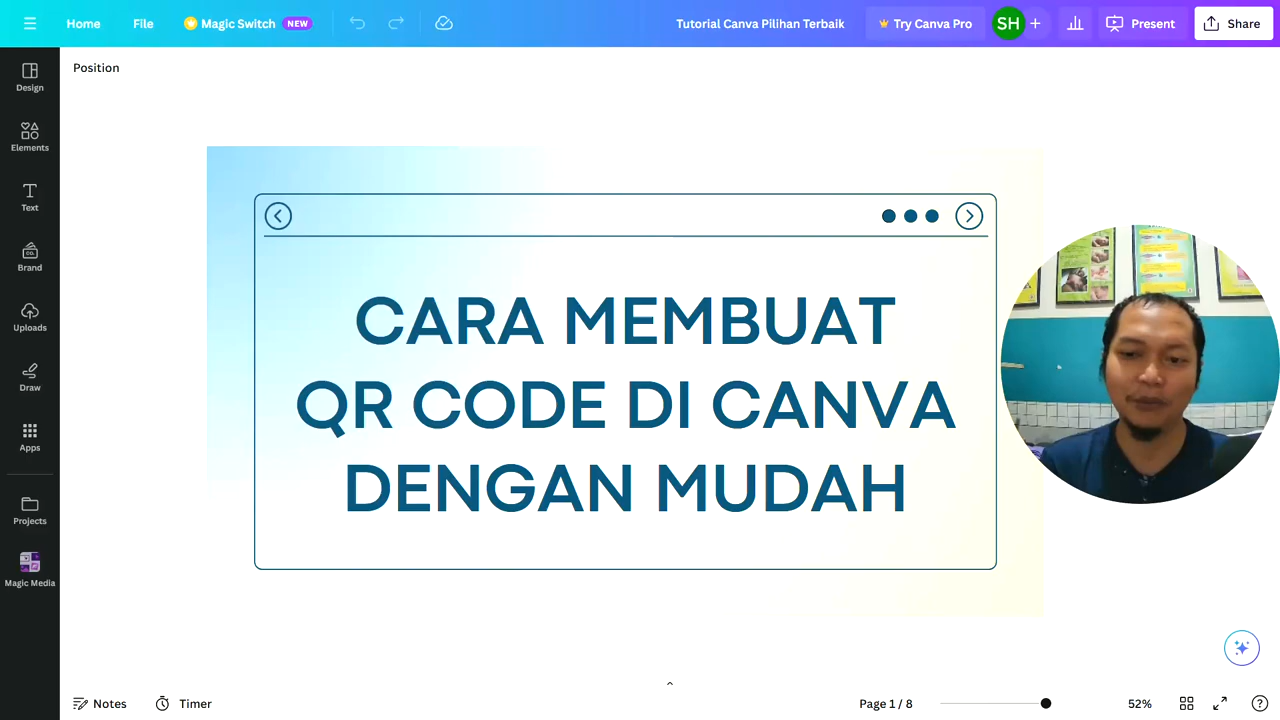 Home File Magic Switch NEW Tutorial Canva Pilihan Terbaik Try Canva Pro SH Present Share
Position
Design
Elements
Text
Brand
Uploads
Draw
Apps
Projects
Magic Media
CARA MEMBUAT
QR CODE DI CANVA
DENGAN MUDAH
Notes Timer Page 1 / 8 52%